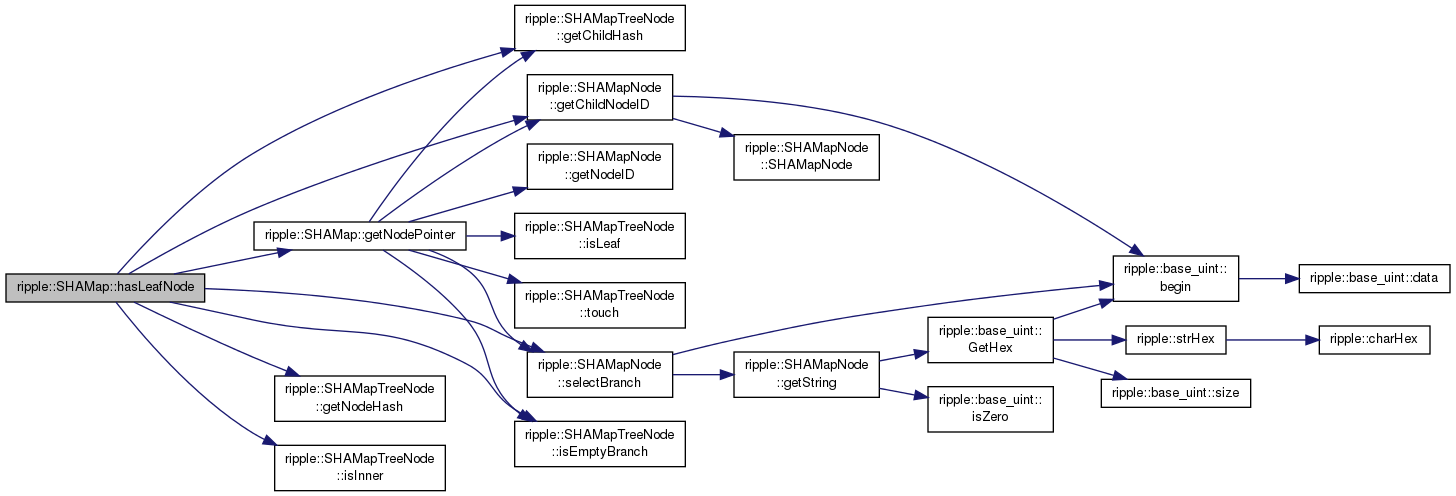 ripple::SHAMap::hasLeafNode
ripple::SHAMapTreeNode
::getChildHash
ripple::SHAMapNode
::getChildNodeID
ripple::SHAMap::getNodePointer
ripple::SHAMapNode
::getNodeID
ripple::SHAMapTreeNode
::isLeaf
ripple::SHAMapTreeNode
::touch
ripple::SHAMapNode
::selectBranch
ripple::SHAMapTreeNode
::isEmptyBranch
ripple::SHAMapTreeNode
::getNodeHash
ripple::SHAMapTreeNode
::isInner
ripple::SHAMapNode
::SHAMapNode
ripple::SHAMapNode
::getString
ripple::base_uint::
GetHex
ripple::base_uint::
isZero
ripple::base_uint::
begin
ripple::base_uint::data
ripple::strHex
ripple::charHex
ripple::base_uint::size